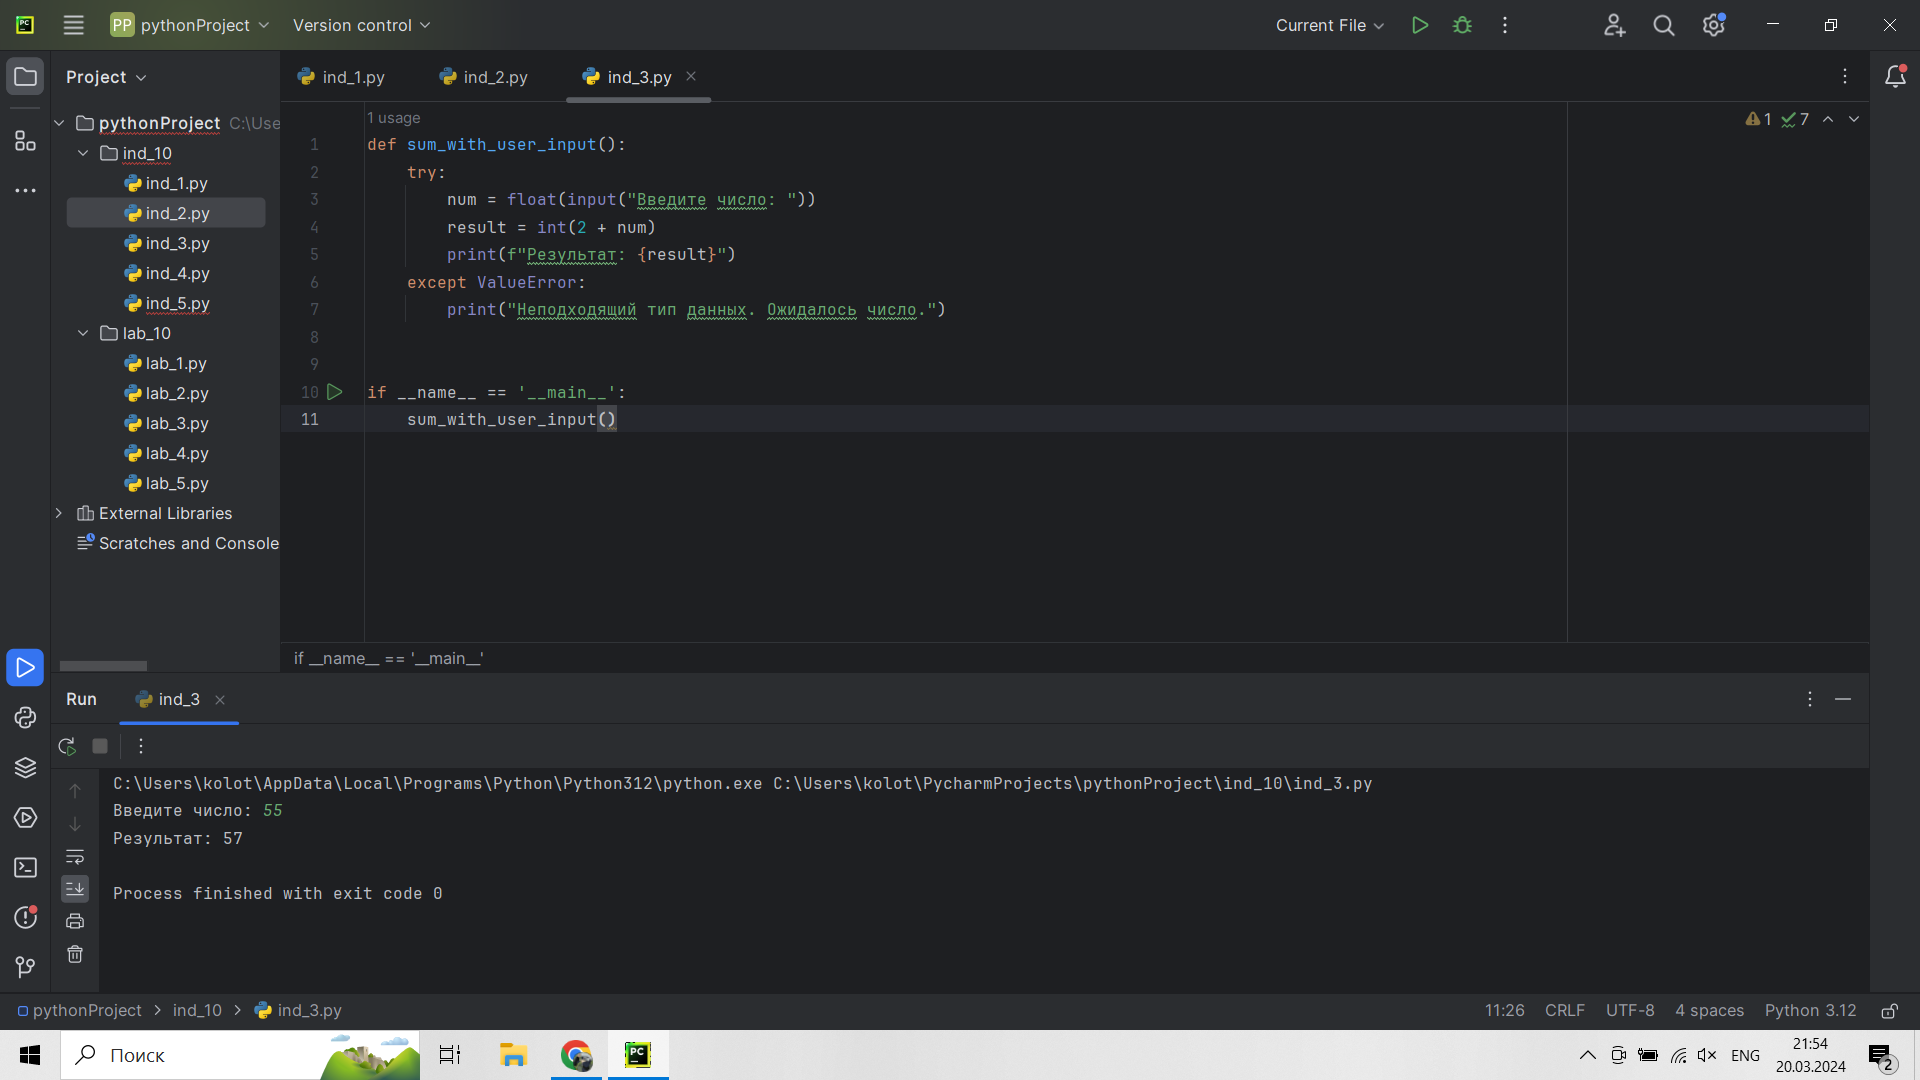 PC
PP pythonProject
Version control
Current File
Project
ind_1.py
ind_2.py
ind_3.py
pythonProject C:\Use
ind_10
ind_1.py
ind_2.py
ind_3.py
ind_4.py
ind_5.py
lab_10
lab_1.py
lab_2.py
lab_3.py
lab_4.py
lab_5.py
External Libraries
Scratches and Console
1 usage
1 7
1 def sum_with_user_input():
2 try:
3 num = float(input("Введите число: "))
4 result = int(2 + num)
5 print(f"Результат: {result}")
6 except ValueError:
7 print("Неподходящий тип данных. Ожидалось число.")
8
9
10 if __name__ == '__main__':
11 sum_with_user_input()
if __name__ == '__main__'
Run
ind_3
C:\Users\kolot\AppData\Local\Programs\Python\Python312\python.exe C:\Users\kolot\PycharmProjects\pythonProject\ind_10\ind_3.py
Введите число: 55
Результат: 57
Process finished with exit code 0
pythonProject
ind_10
ind_3.py
11:26 CRLF UTF-8 4 spaces Python 3.12
Поиск
PC
ENG
21:54
20.03.2024
2